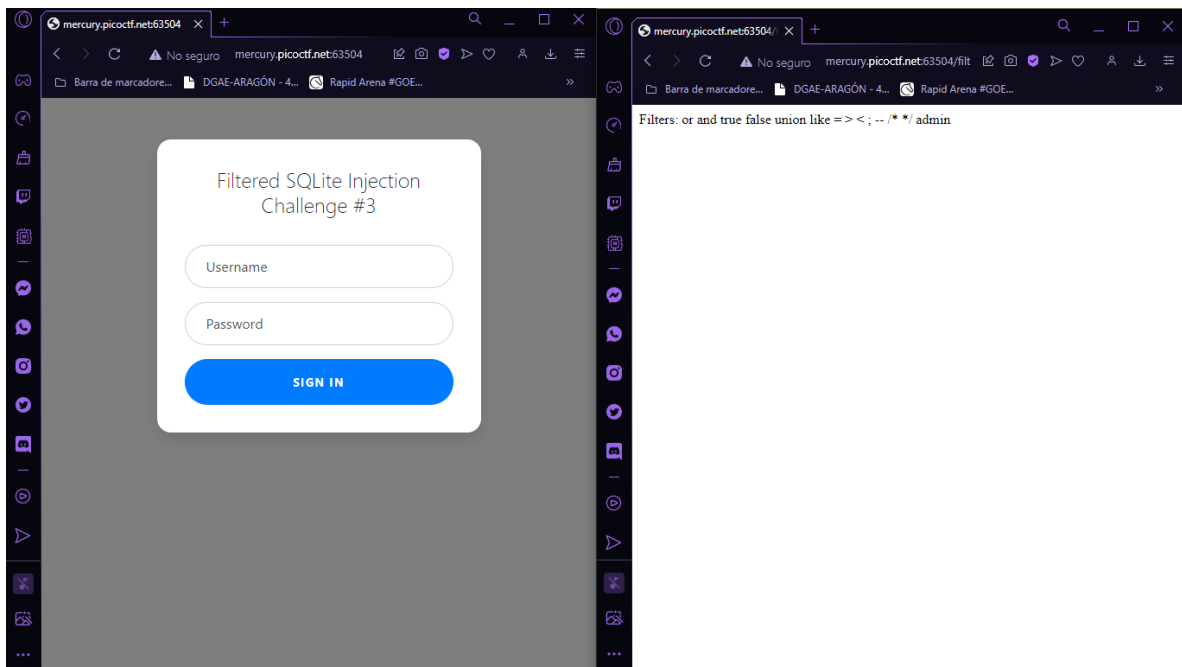 mercury.picoctf.net:63504
No seguro mercury.picoctf.net:63504
Barra de marcadore... DGAE-ARAGÓN - 4... Rapid Arena #GOE... »
Filtered SQLite Injection
Challenge #3
Username
Password
SIGN IN
mercury.picoctf.net:63504/
No seguro mercury.picoctf.net:63504/filt
Barra de marcadore... DGAE-ARAGÓN - 4... Rapid Arena #GOE... »
Filters: or and true false union like = > < ; -- /* */ admin